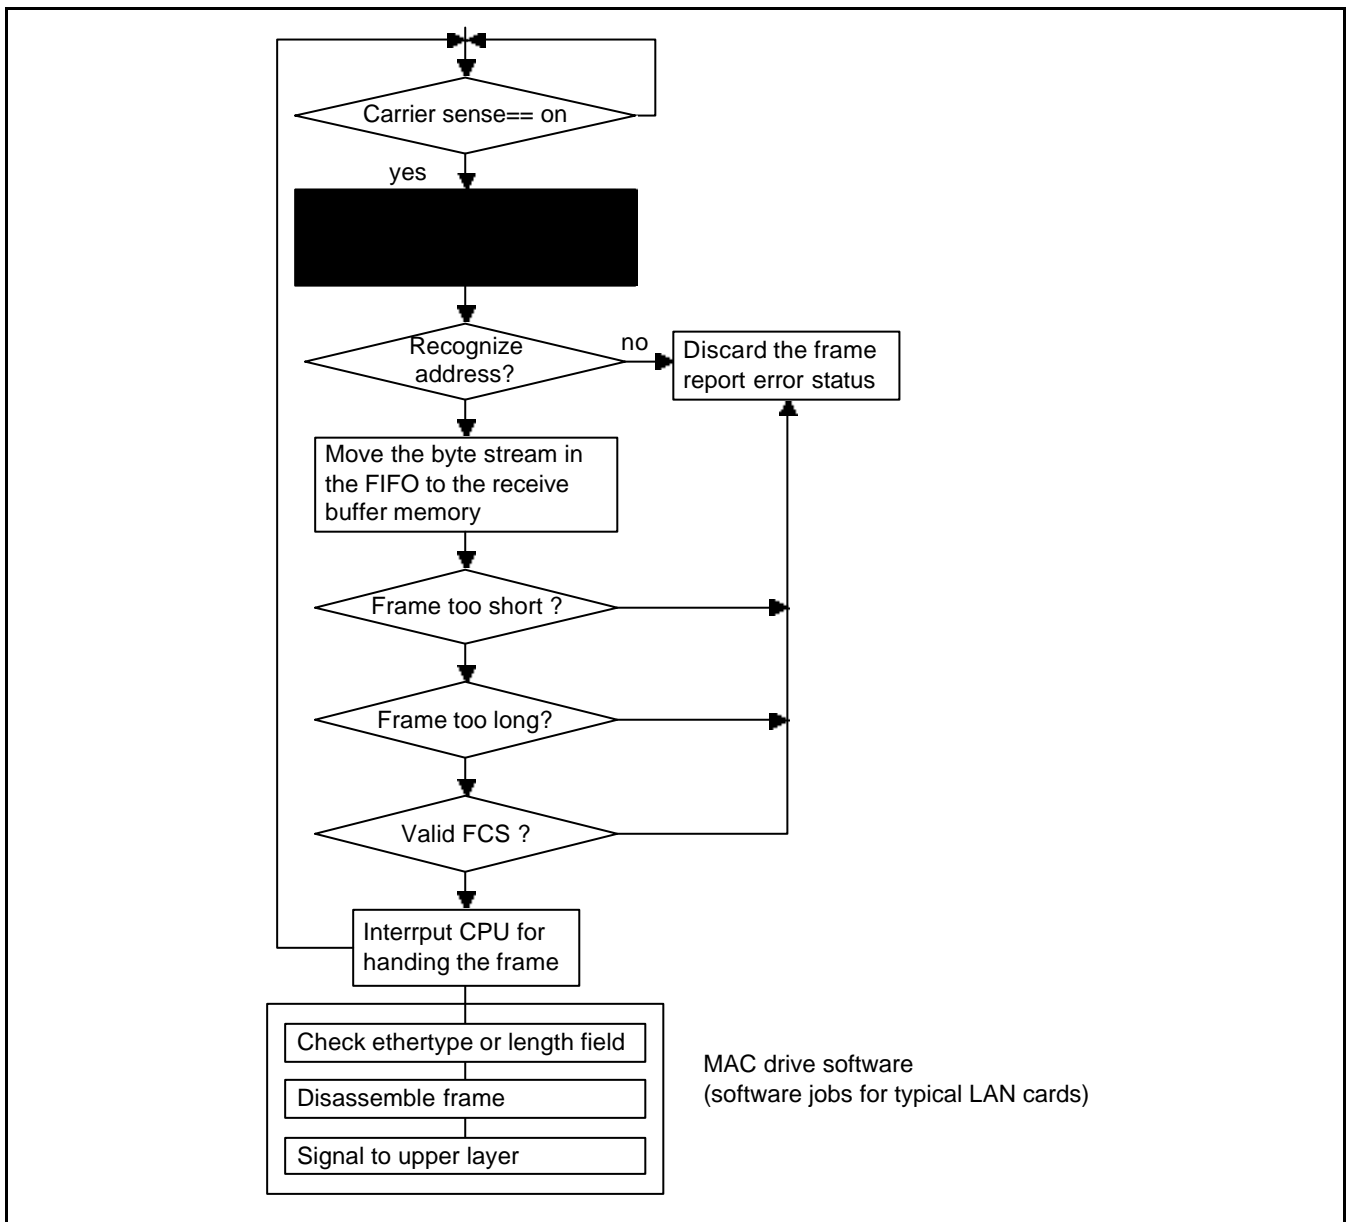 Carrier sense== on
yes
Recognize
address?
no
Discard the frame
report error status
Move the byte stream in
the FIFO to the receive
buffer memory
Frame too short ?
Frame too long?
Valid FCS ?
Interrput CPU for
handing the frame
Check ethertype or length field
Disassemble frame
Signal to upper layer
MAC drive software
(software jobs for typical LAN cards)